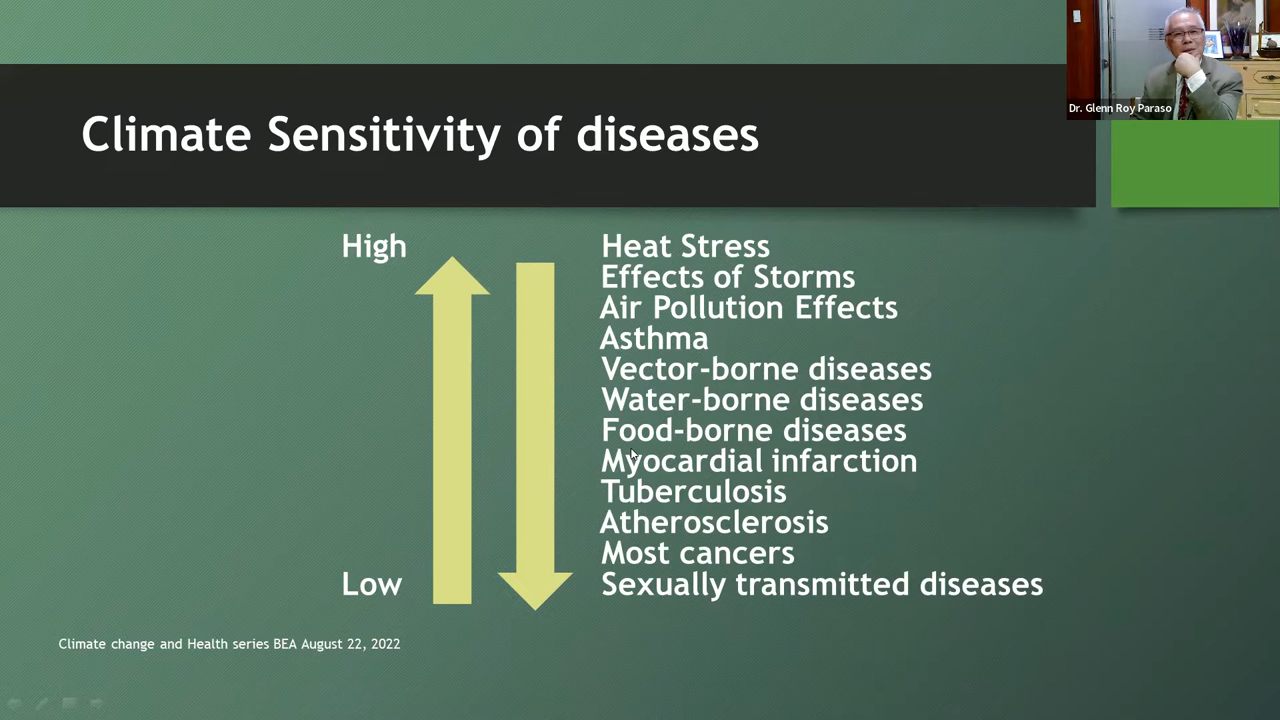 Dr. Glenn Roy Paraso
Climate Sensitivity of diseases
High
Heat Stress
Effects of Storms
Air Pollution Effects
Asthma
Vector-borne diseases
Water-borne diseases
Food-borne diseases
Myocardial infarction
Tuberculosis
Atherosclerosis
Most cancers
Low
Sexually transmitted diseases
Climate change and Health series BEA August 22, 2022